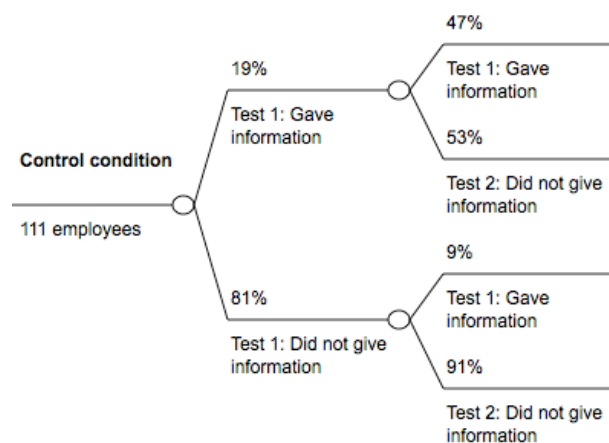 Control condition
111 employees
19%
Test 1: Gave
information
47%
Test 1: Gave
information
53%
Test 2: Did not give
information
81%
Test 1: Did not give
information
9%
Test 1: Gave
information
91%
Test 2: Did not give
information